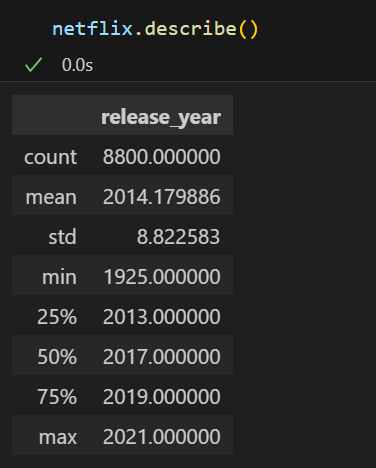 netflix.describe()
0.0s
release_year
count 8800.000000
mean 2014.179886
std 8.822583
min 1925.000000
25% 2013.000000
50% 2017.000000
75% 2019.000000
max 2021.000000